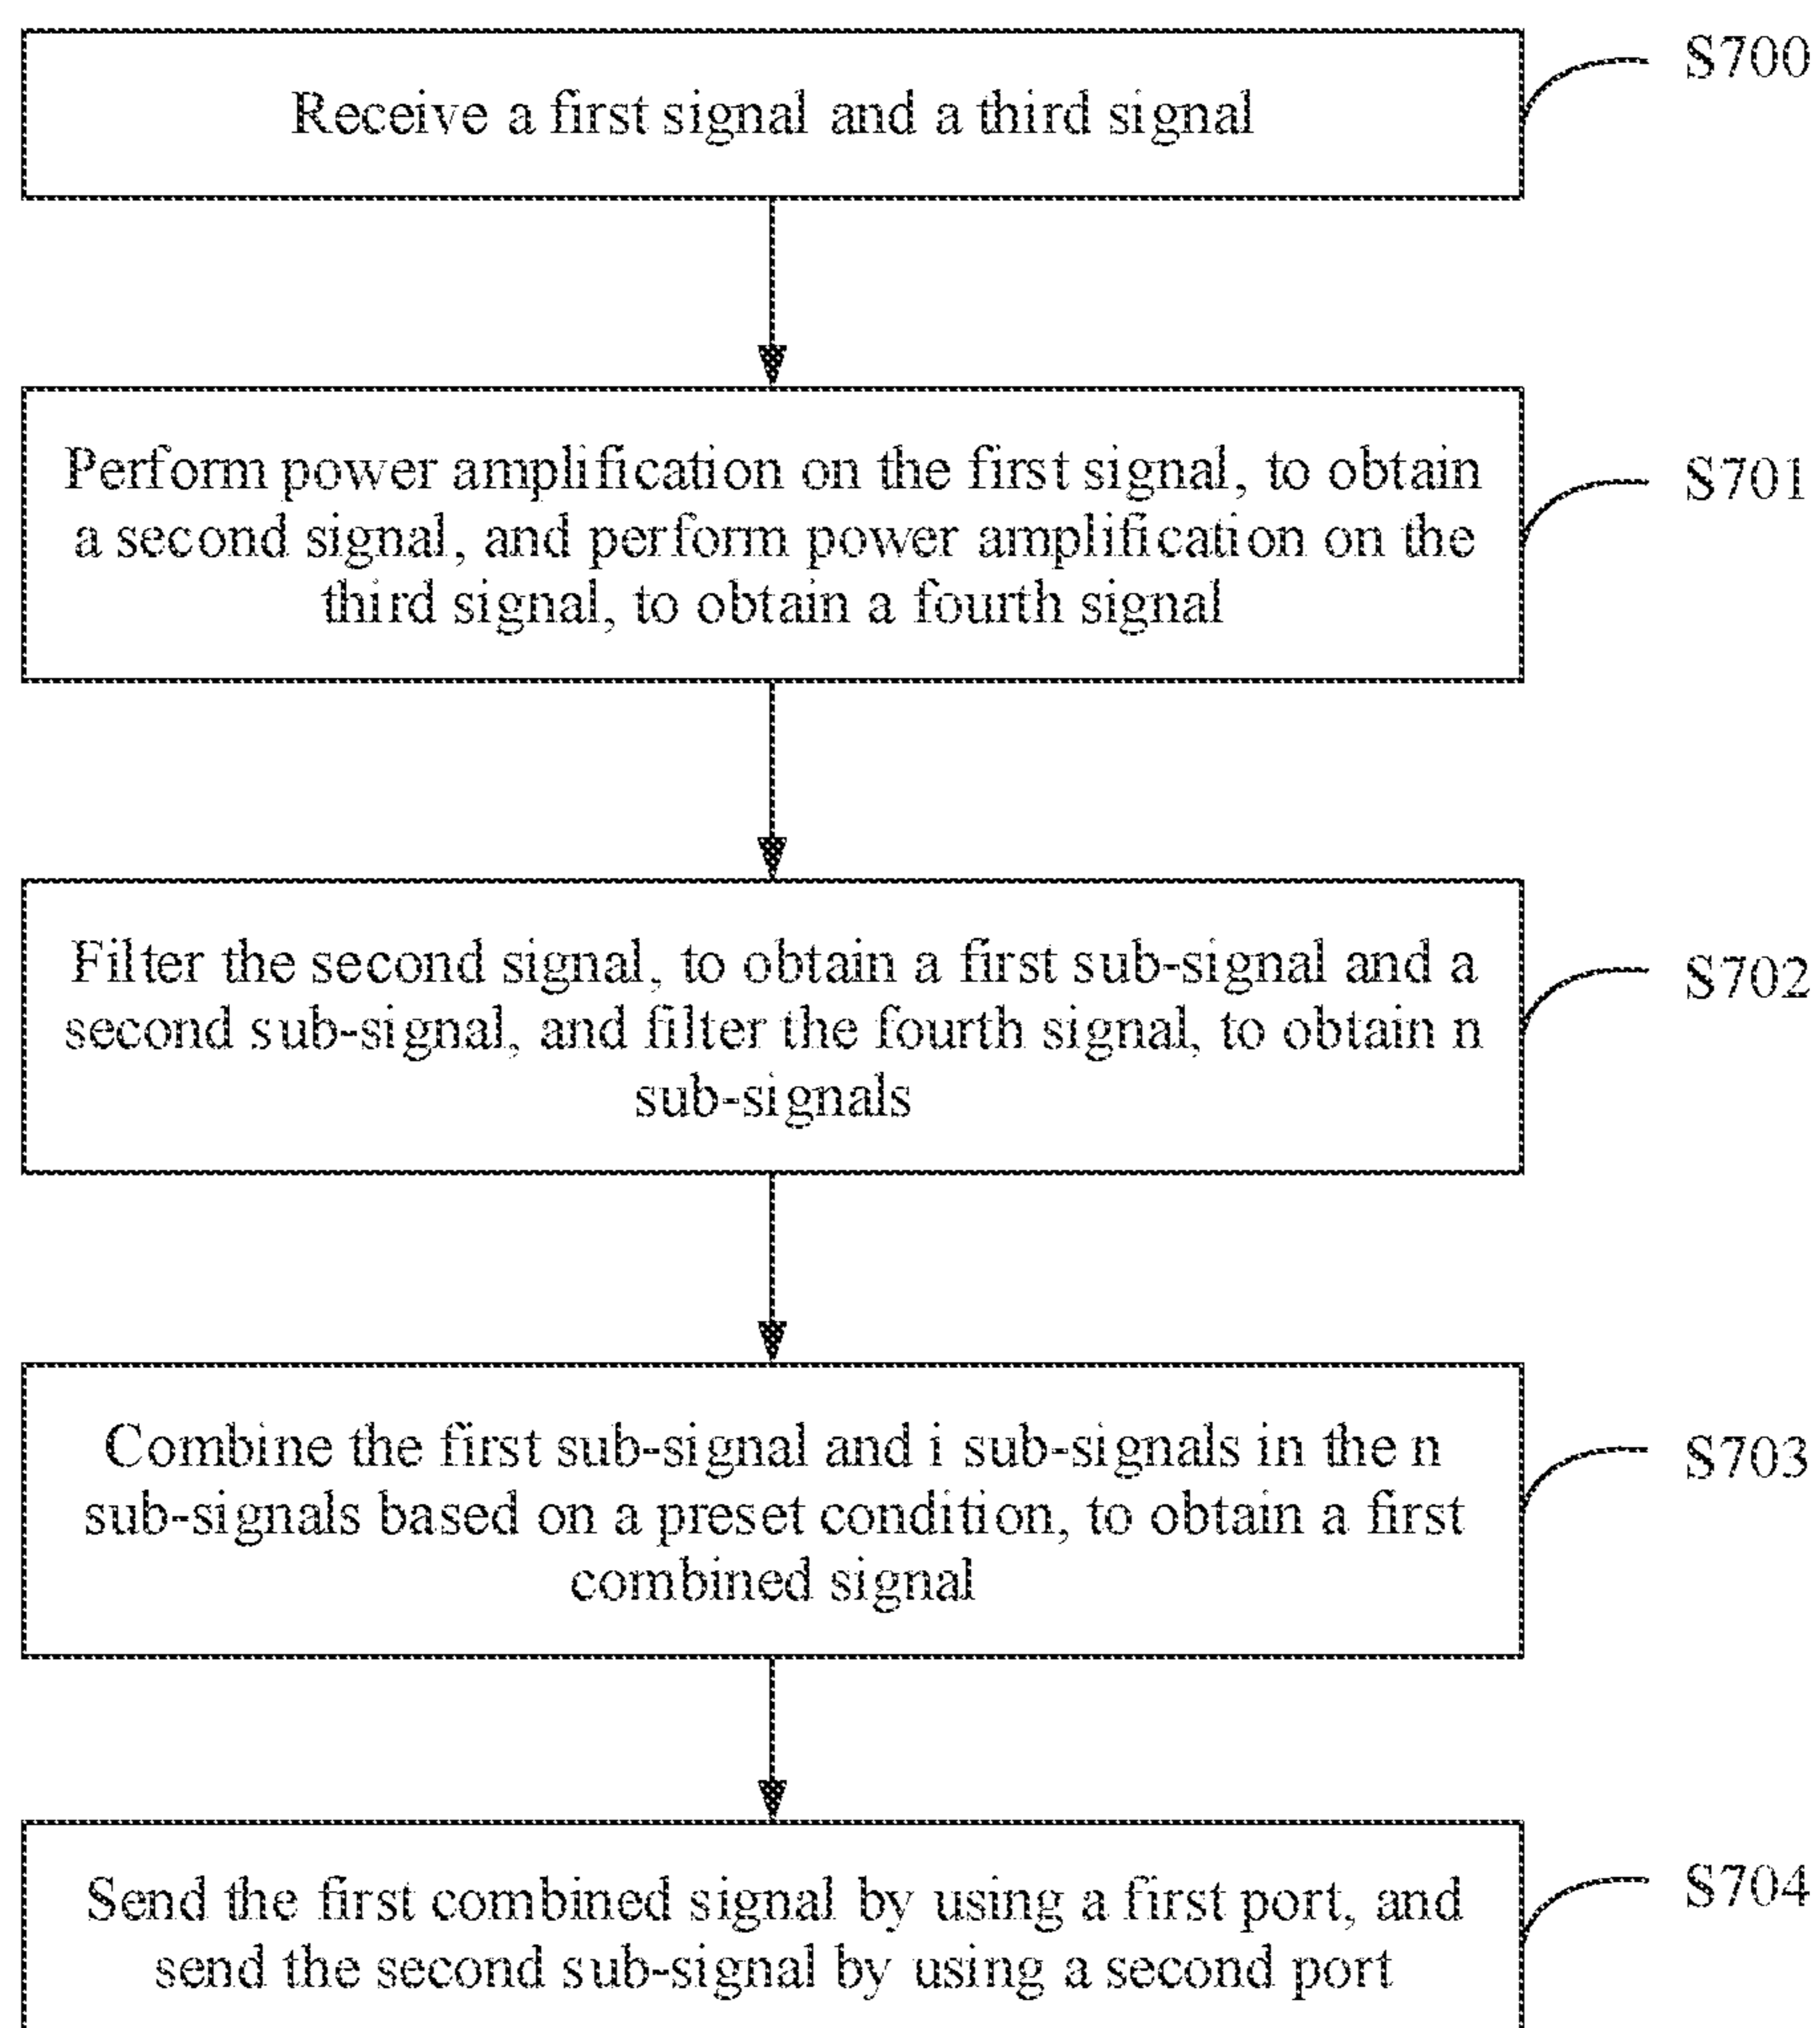 Receive a first signal and a third signal
S700
Perform power amplification on the first signal, to obtain
a second signal, and perform power amplification on the
third signal, to obtain a fourth signal
S701
Filter the second signal, to obtain a first sub-signal and a
second sub-signal, and filter the fourth signal, to obtain n
sub-signals
S702
Combine the first sub-signal and i sub-signals in the n
sub-signals based on a preset condition, to obtain a first
combined signal
S703
Send the first combined signal by using a first port, and
send the second sub-signal by using a second port
S704